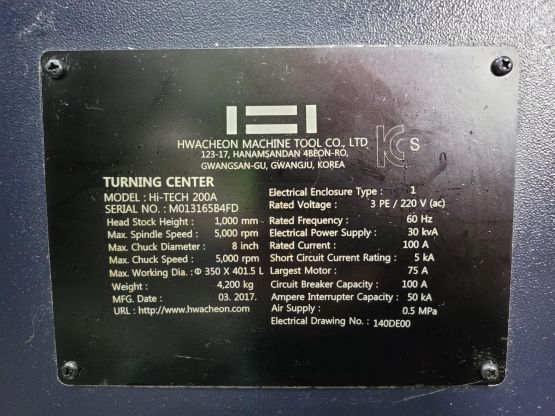 HWACHEON MACHINE TOOL CO., LTD
123-17, HANAMSANDAN 4BEON-RO,
GWANGSAN-GU, GWANGJU, KOREA
KC S
TURNING CENTER
MODEL : Hi-TECH 200A
SERIAL NO. : M013165B4FD
Head Stock Height : 1,000 mm
Max. Spindle Speed : 5,000 rpm
Max. Chuck Diameter : 8 inch
Max. Chuck Speed : 5,000 rpm
Max. Working Dia. : Φ 350 X 401.5 L
Weight : 4,200 kg
MFG. Date : 03. 2017.
URL : http://www.hwacheon.com
Electrical Enclosure Type : 1
Rated Voltage : 3 PE / 220 V (ac)
Rated Frequency : 60 Hz
Electrical Power Supply : 30 kvA
Rated Current : 100 A
Short Circuit Current Rating : 5 kA
Largest Motor : 75 A
Circuit Breaker Capacity : 100 A
Ampere Interrupter Capacity : 50 kA
Air Supply : 0.5 MPa
Electrical Drawing No. : 140DE00